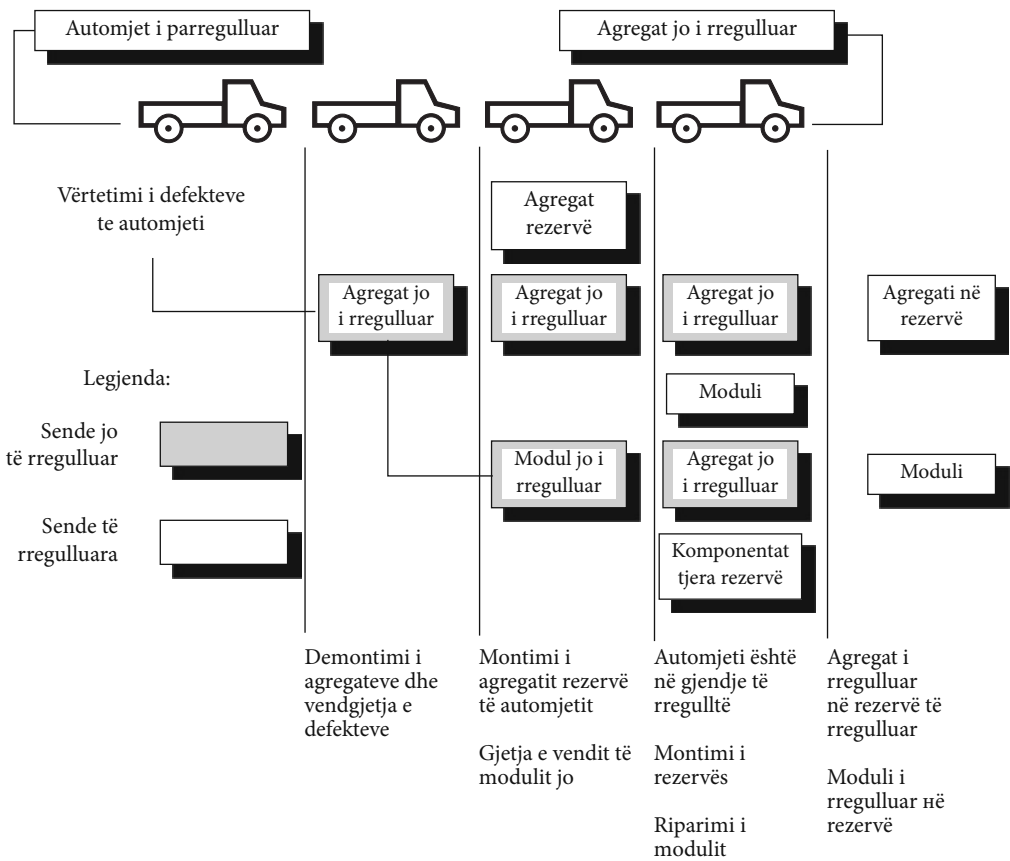 Automjet i parregulluar
Agregat jo i rregulluar
Vërtetimi i defekteve
te automjeti
Agregat
rezervë
Agregat jo
i rregulluar
Agregat jo
i rregulluar
Agregat jo
i rregulluar
Agregati në
rezervë
Legjenda:
Moduli
Sende jo
të rregulluar
Modul jo i
rregulluar
Agregat jo
i rregulluar
Moduli
Sende të
rregulluara
Komponentat
tjera rezervë
Demontimi i
agregateve dhe
vendgjetja e
defekteve
Montimi i
agregatit rezervë
të automjetit
Gjetja e vendit të
modulit jo
Automjeti është
në gjendje të
rregulltë
Montimi i
rezervës
Riparimi i
modulit
Agregat i
rregulluar
në rezervë të
rregulluar
Moduli i
rregulluar нë
rezervë